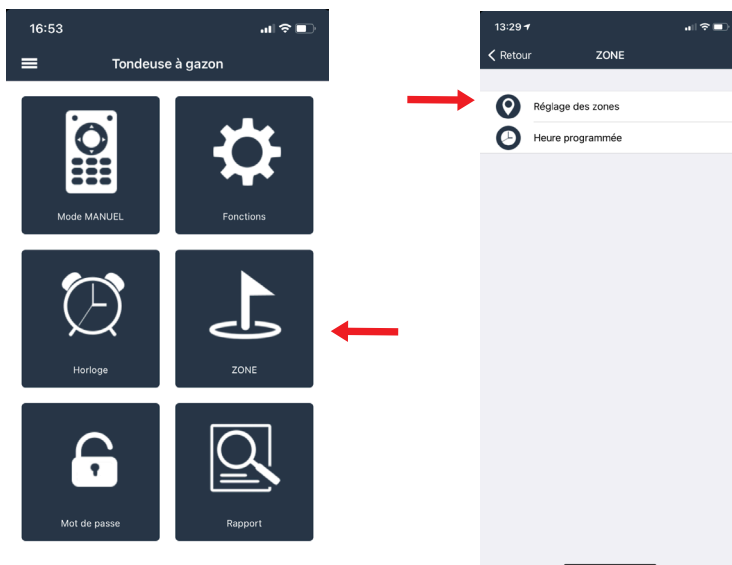 16:53
Tondeuse à gazon
Mode MANUEL
Fonctions
Horloge
ZONE
Mot de passe
Rapport
13:29
Retour
ZONE
Réglage des zones
Heure programmée